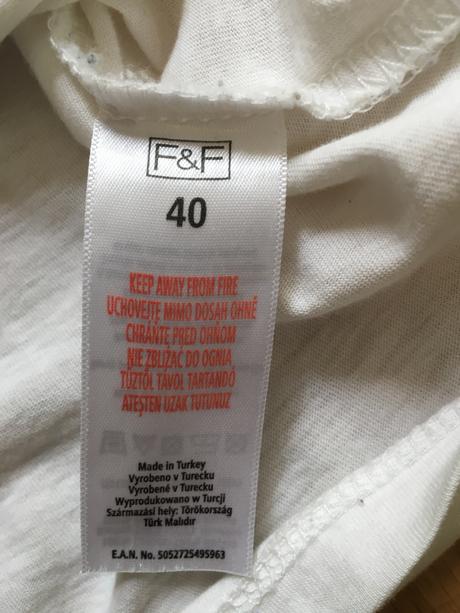 F&F
40
KEEP AWAY FROM FIRE
UCHOVEJTE MIMO DOSAH OHNĚ
CHRÁŇTE PRED OHŇOM
NIE ZBLIŻAĆ DO OGNIA
TŰZTŐL TÁVOL TARTANDÓ
ATEŞTEN UZAK TUTUNUZ
Made in Turkey
Vyrobeno v Turecku
Vyrobené v Turecku
Wyprodukowano w Turcji
Származási hely: Törökország
Türk Malıdır
E.A.N. No. 5052725495963